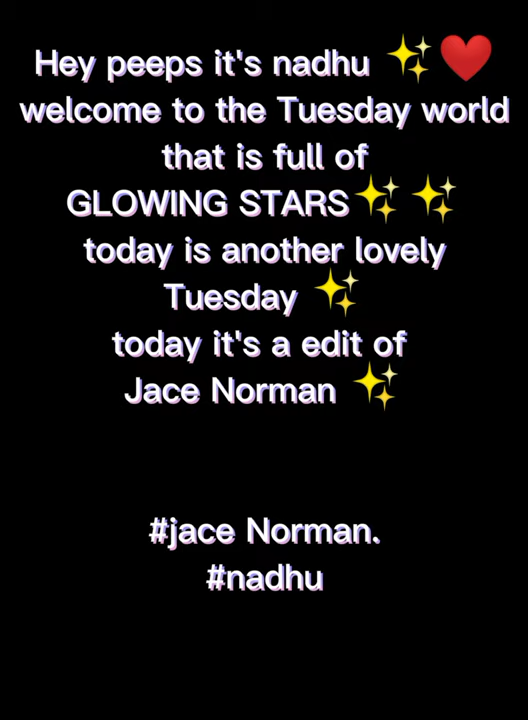 Hey peeps it's nadhu ✨❤️
welcome to the Tuesday world
that is full of
GLOWING STARS✨✨
today is another lovely
Tuesday ✨
today it's a edit of
Jace Norman ✨
#jace Norman.
#nadhu